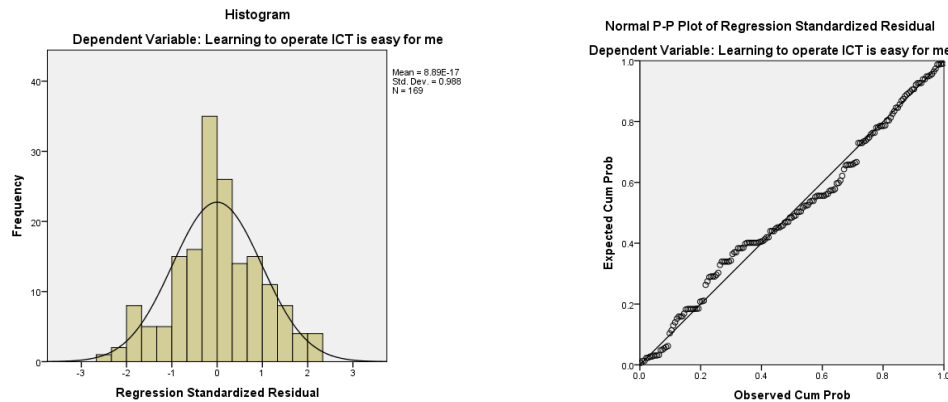 Histogram
Dependent Variable: Learning to operate ICT is easy for me
Mean = 8.89E-17
Std. Dev. = 0.988
N = 169
40
30
20
10
0
Frequency
-3 -2 -1 0 1 2 3
Regression Standardized Residual
Normal P-P Plot of Regression Standardized Residual
Dependent Variable: Learning to operate ICT is easy for me
1.0
0.8
0.6
0.4
0.2
0.0
Expected Cum Prob
0.0 0.2 0.4 0.6 0.8 1.0
Observed Cum Prob